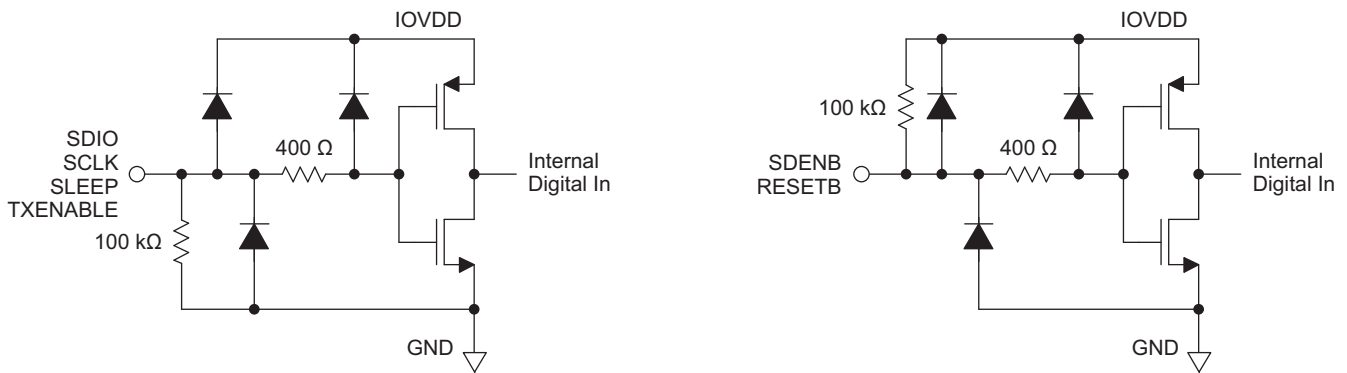 IOVDD
SDIO
SCLK
SLEEP
TXENABLE
400 Ω
100 kΩ
Internal
Digital In
GND
IOVDD
100 kΩ
SDENB
RESETB
400 Ω
Internal
Digital In
GND